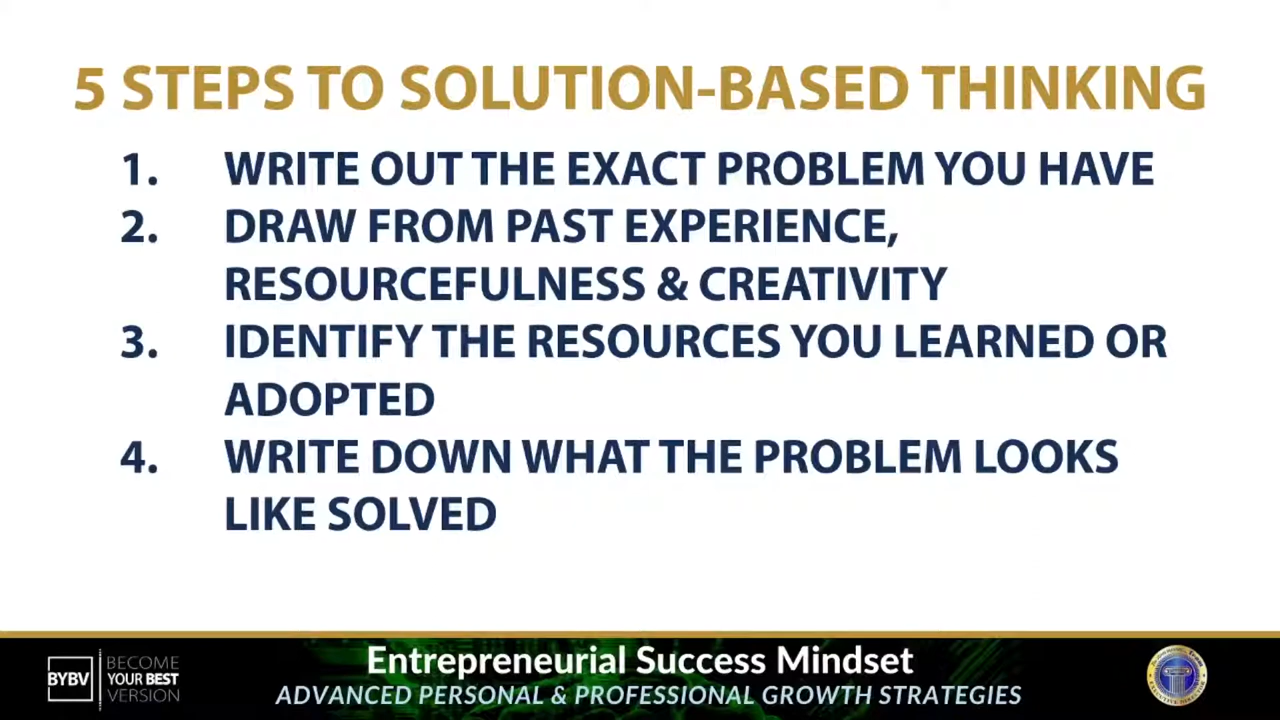 5 STEPS TO SOLUTION-BASED THINKING
1. WRITE OUT THE EXACT PROBLEM YOU HAVE
2. DRAW FROM PAST EXPERIENCE,
RESOURCEFULNESS & CREATIVITY
3. IDENTIFY THE RESOURCES YOU LEARNED OR
ADOPTED
4. WRITE DOWN WHAT THE PROBLEM LOOKS
LIKE SOLVED
BYBV
BECOME
YOUR BEST
VERSION
Entrepreneurial Success Mindset
ADVANCED PERSONAL & PROFESSIONAL GROWTH STRATEGIES